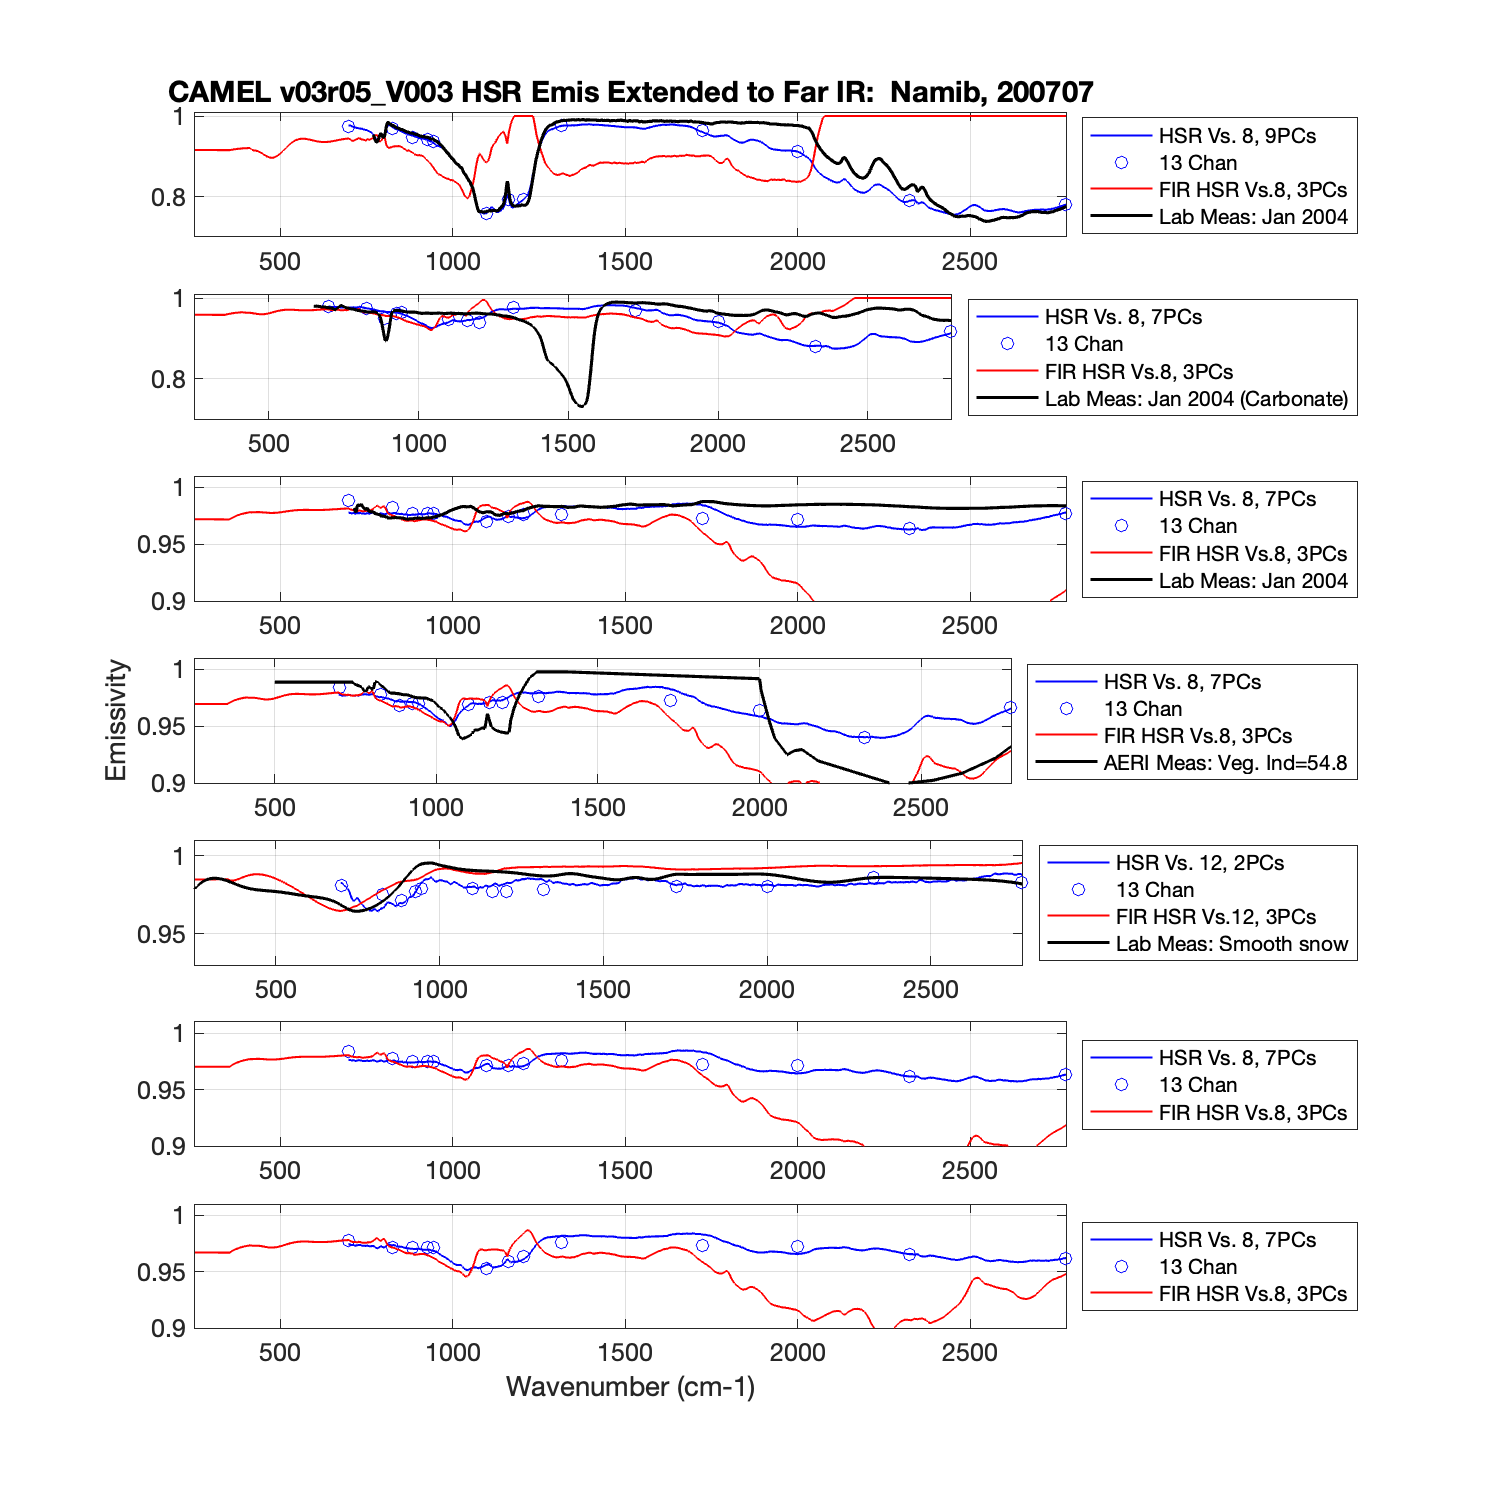 CAMEL v03r05_V003 HSR Emis Extended to Far IR:  Namib, 200707
1
0.8
500 1000 1500 2000 2500
HSR Vs. 8, 9PCs
13 Chan
FIR HSR Vs.8, 3PCs
Lab Meas: Jan 2004
1
0.8
500 1000 1500 2000 2500
HSR Vs. 8, 7PCs
13 Chan
FIR HSR Vs.8, 3PCs
Lab Meas: Jan 2004 (Carbonate)
1
0.95
0.9
500 1000 1500 2000 2500
HSR Vs. 8, 7PCs
13 Chan
FIR HSR Vs.8, 3PCs
Lab Meas: Jan 2004
Emissivity
1
0.95
0.9
500 1000 1500 2000 2500
HSR Vs. 8, 7PCs
13 Chan
FIR HSR Vs.8, 3PCs
AERI Meas: Veg. Ind=54.8
1
0.95
500 1000 1500 2000 2500
HSR Vs. 12, 2PCs
13 Chan
FIR HSR Vs.12, 3PCs
Lab Meas: Smooth snow
1
0.95
0.9
500 1000 1500 2000 2500
HSR Vs. 8, 7PCs
13 Chan
FIR HSR Vs.8, 3PCs
1
0.95
0.9
500 1000 1500 2000 2500
HSR Vs. 8, 7PCs
13 Chan
FIR HSR Vs.8, 3PCs
Wavenumber (cm-1)